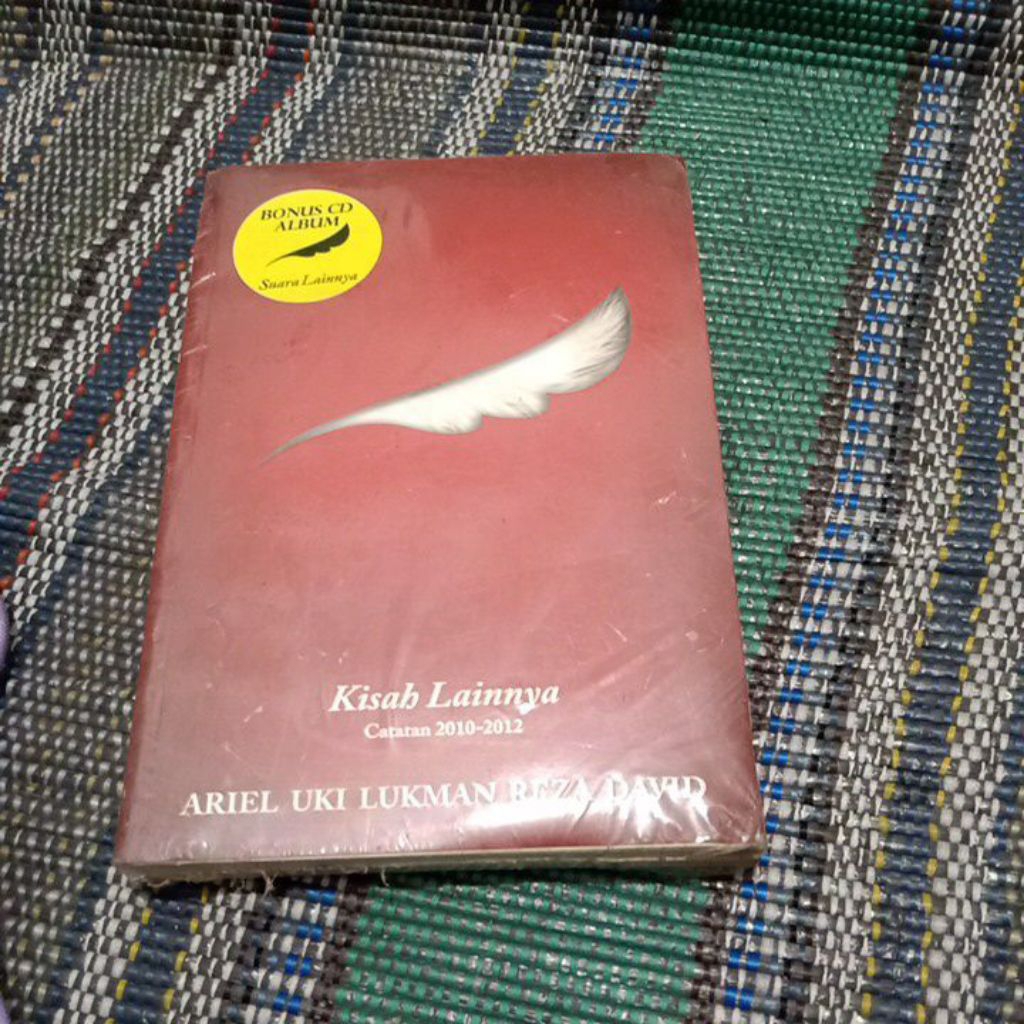 BONUS CD
ALBUM
Suara Lainnya
Kisah Lainnya
Catatan 2010-2012
ARIEL UKI LUKMAN REZA DAVID